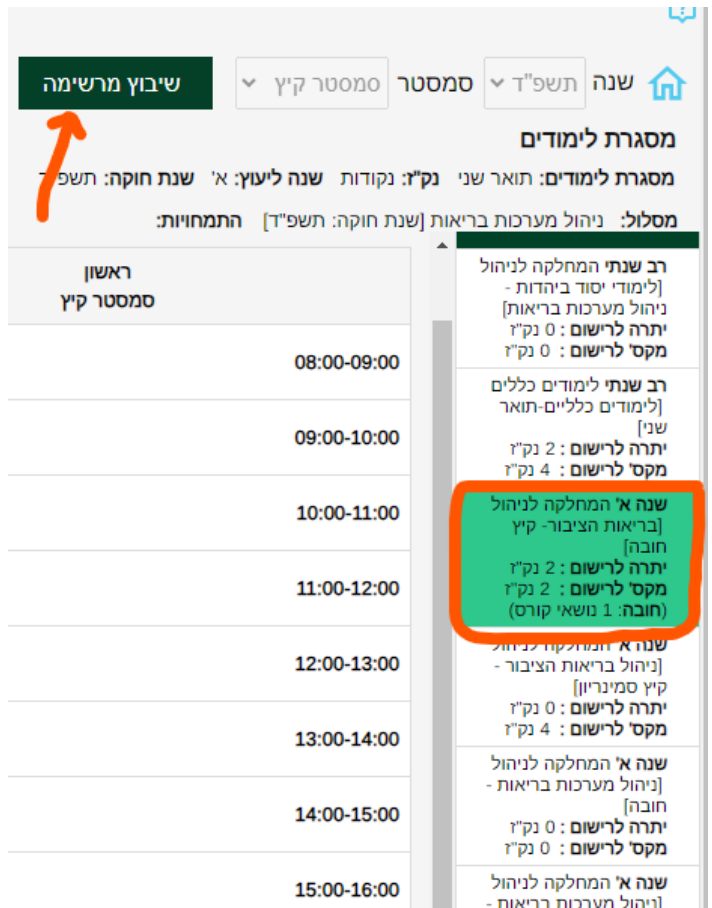 שנה תשפ"ד סמסטר סמסטר קיץ שיבוץ מרשימה
מסגרת לימודים
מסגרת לימודים: תואר שני נק"ז: נקודות שנה ליעוץ: א' שנת חוקה:
מסלול: ניהול מערכות בריאות [שנת חוקה: תשפ"ד] התמחויות:
רב שנתי המחלקה לניהול
[לימודי יסוד ביהדות -
ניהול מערכות בריאות]
יתרה לרישום : 0 נק"ז
מקס' לרישום : 0 נק"ז
רב שנתי לימודים כללים
[לימודים כלליים-תואר
שני]
יתרה לרישום : 2 נק"ז
מקס' לרישום : 4 נק"ז
שנה א' המחלקה לניהול
[בריאות הציבור- קיץ
חובה]
יתרה לרישום : 2 נק"ז
מקס' לרישום : 2 נק"ז
(חובה: 1 נושאי קורס)
שנה א' המחלקה לניהול
[ניהול בריאות הציבור -
קיץ סמינריון]
יתרה לרישום : 0 נק"ז
מקס' לרישום : 4 נק"ז
שנה א' המחלקה לניהול
[ניהול מערכות בריאות -
חובה]
יתרה לרישום : 0 נק"ז
מקס' לרישום : 0 נק"ז
שנה א' המחלקה לניהול
[ניהול מערכות בריאות -
ראשון
סמסטר קיץ
08:00-09:00
09:00-10:00
10:00-11:00
11:00-12:00
12:00-13:00
13:00-14:00
14:00-15:00
15:00-16:00